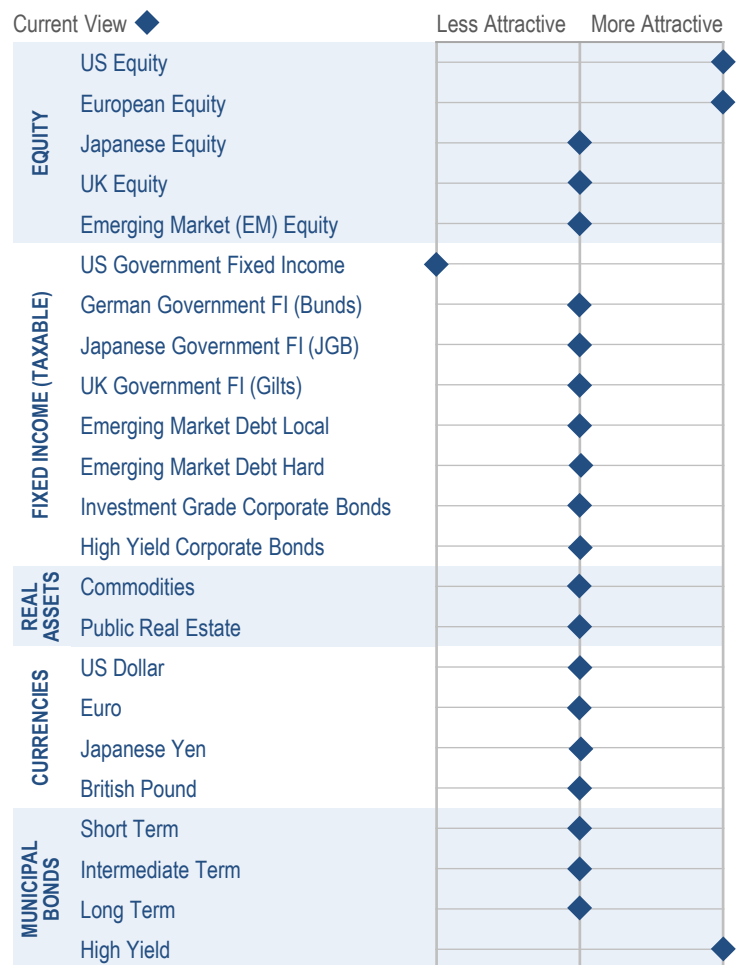 Current View
Less Attractive
More Attractive
EQUITY
US Equity
European Equity
Japanese Equity
UK Equity
Emerging Market (EM) Equity
FIXED INCOME (TAXABLE)
US Government Fixed Income
German Government FI (Bunds)
Japanese Government FI (JGB)
UK Government FI (Gilts)
Emerging Market Debt Local
Emerging Market Debt Hard
Investment Grade Corporate Bonds
High Yield Corporate Bonds
REAL
ASSETS
Commodities
Public Real Estate
CURRENCIES
US Dollar
Euro
Japanese Yen
British Pound
MUNICIPAL
BONDS
Short Term
Intermediate Term
Long Term
High Yield